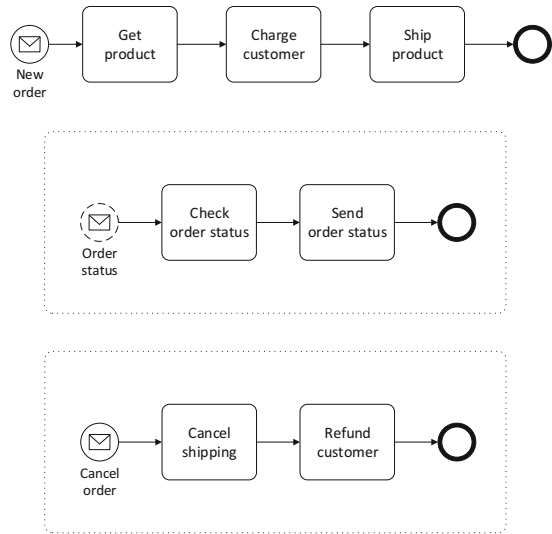 New
order
Get
product
Charge
customer
Ship
product
Order
status
Check
order status
Send
order status
Cancel
order
Cancel
shipping
Refund
customer